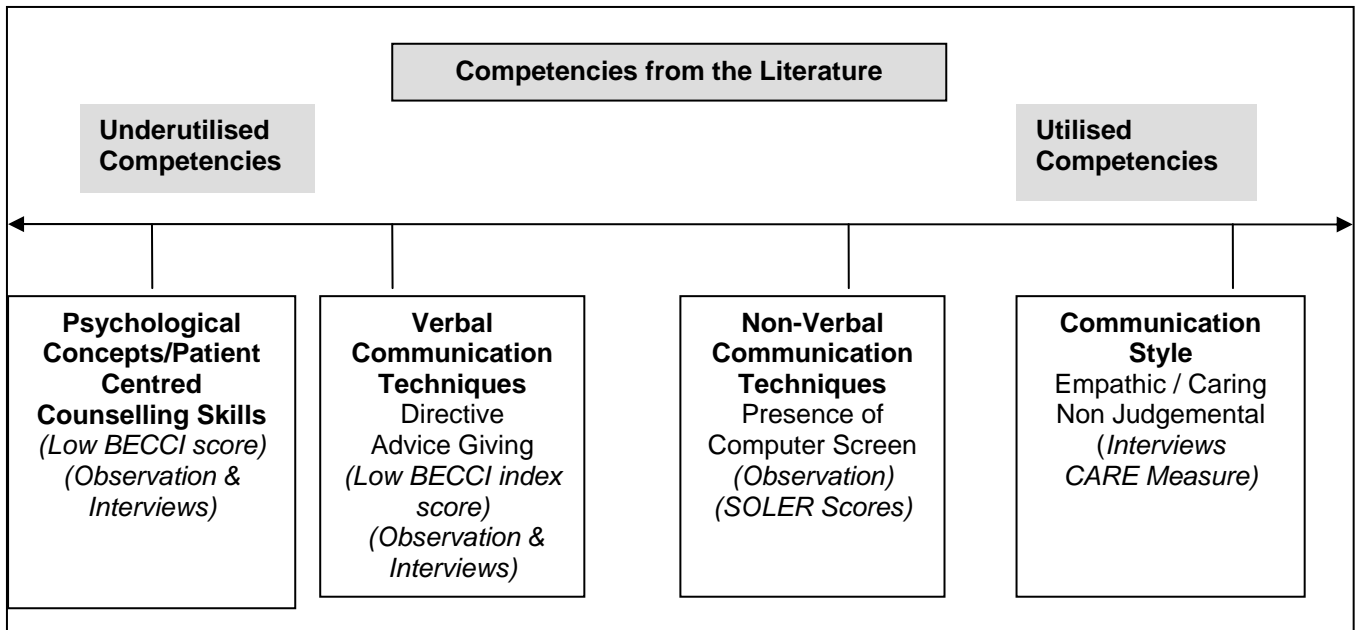 Competencies from the Literature
Underutilised
Competencies
Utilised
Competencies
Psychological
Concepts/Patient
Centred
Counselling Skills
(Low BECCI score)
(Observation &
Interviews)
Verbal
Communication
Techniques
Directive
Advice Giving
(Low BECCI index
score)
(Observation &
Interviews)
Non-Verbal
Communication
Techniques
Presence of
Computer Screen
(Observation)
(SOLER Scores)
Communication
Style
Empathic / Caring
Non Judgemental
(Interviews
CARE Measure)